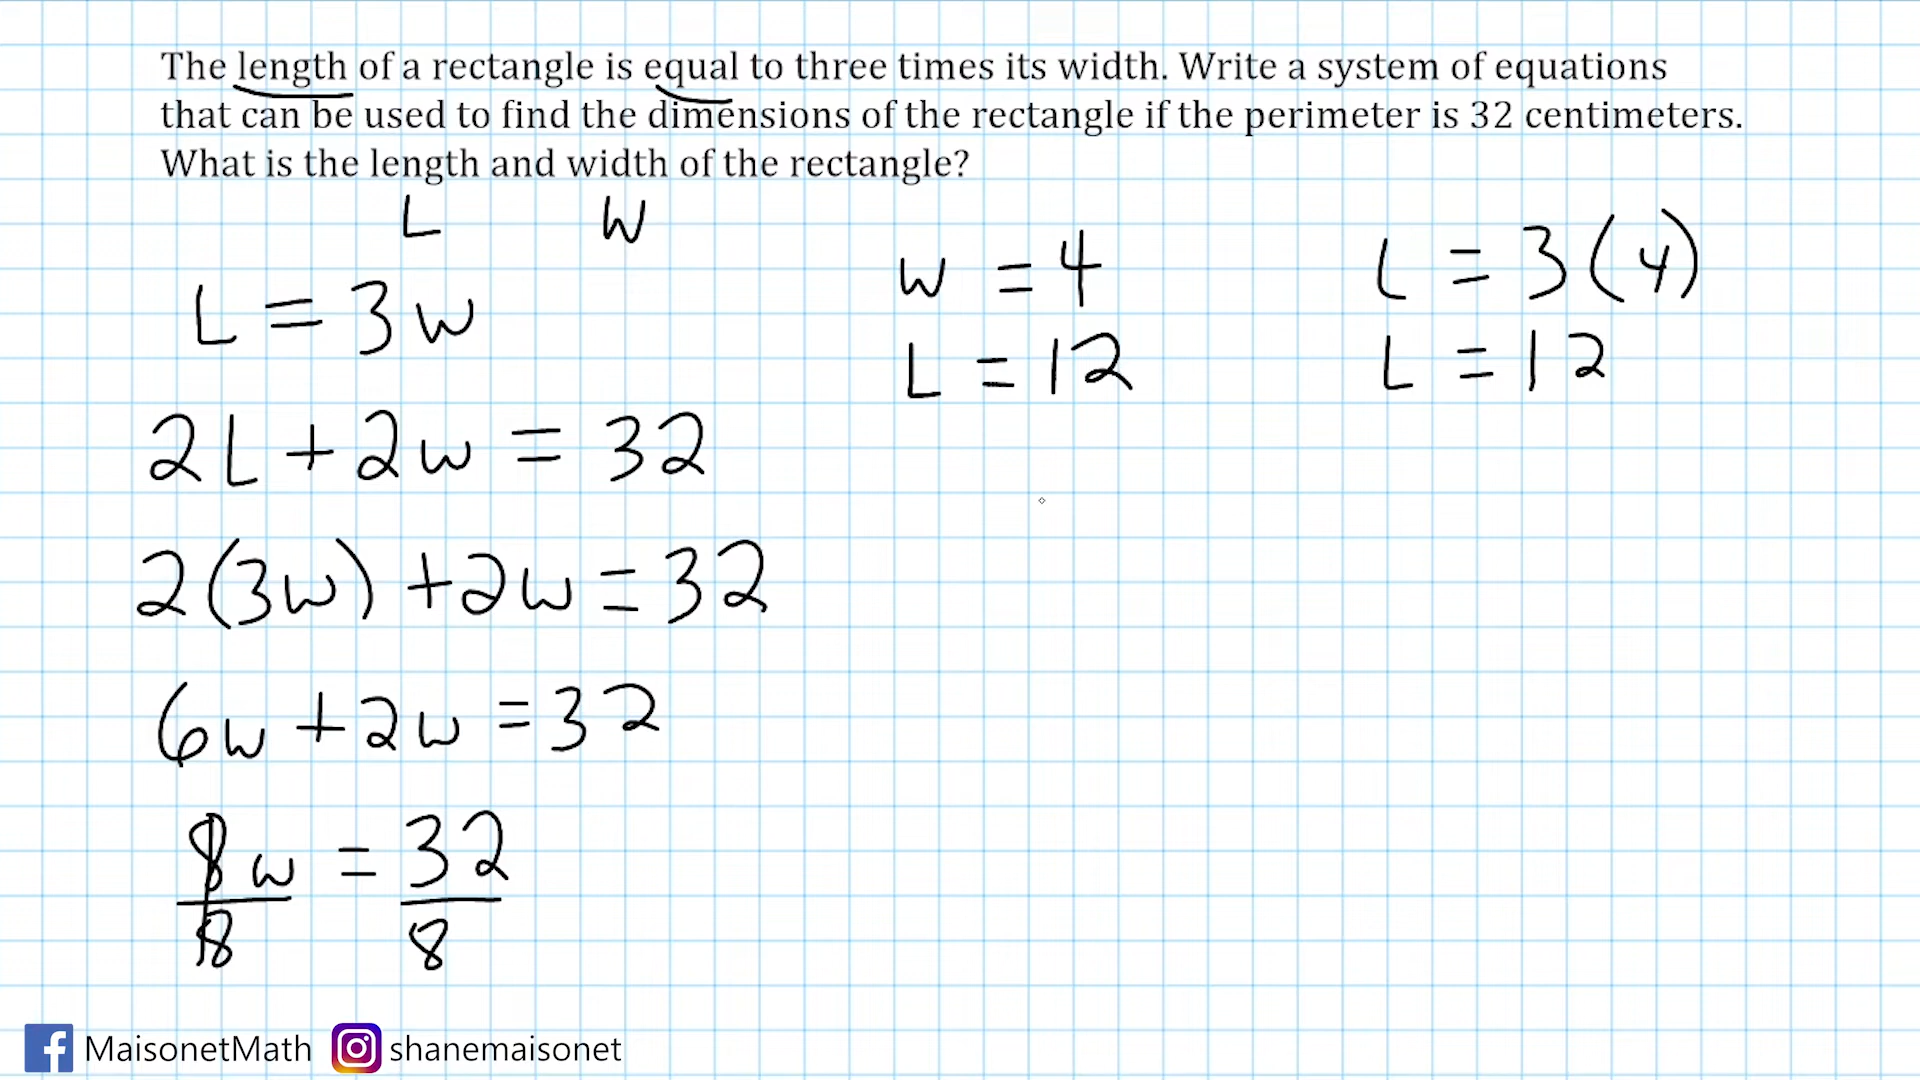 The length of a rectangle is equal to three times its width. Write a system of equations
that can be used to find the dimensions of the rectangle if the perimeter is 32 centimeters.
What is the length and width of the rectangle?
L W
L = 3w
2L + 2w = 32
2(3w) + 2w = 32
6w + 2w = 32
8w = 32
8 8
w = 4
L = 12
L = 3(4)
L = 12
MaisonetMath shanemaisonet